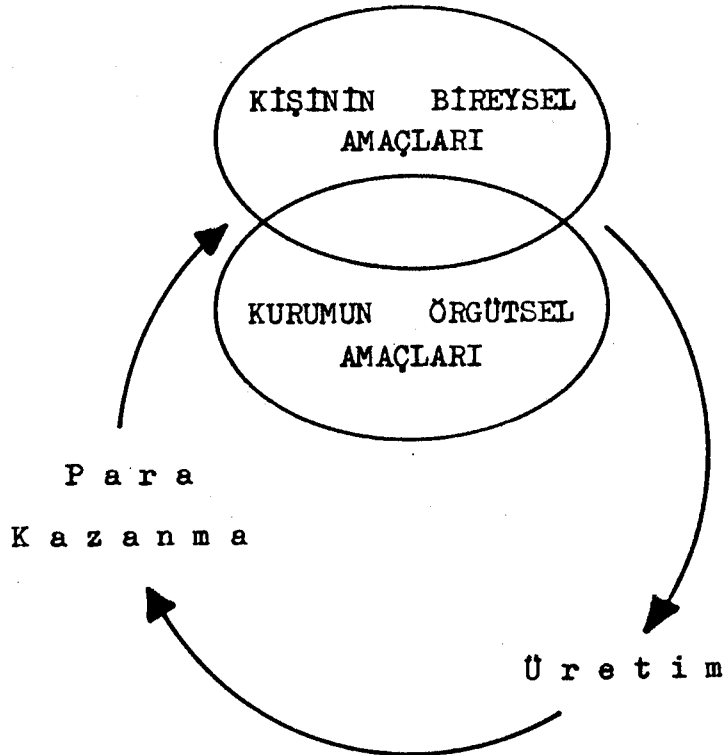 KİŞİNİN BİREYSEL
AMAÇLARI
KURUMUN ÖRGÜTSEL
AMAÇLARI
Para
Kazanma
Üretim